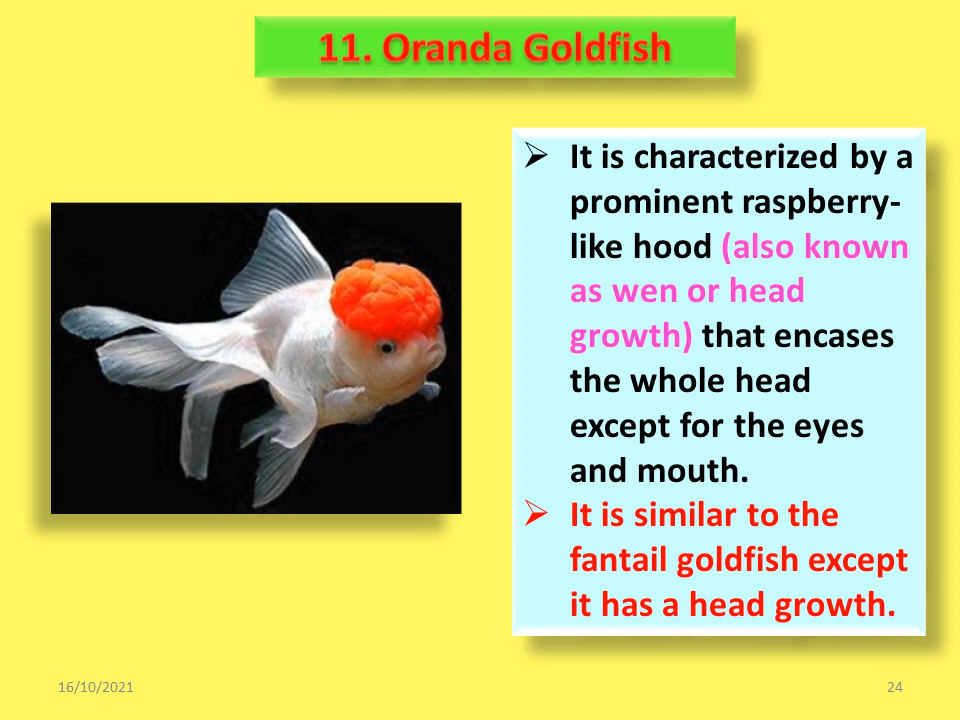 11. Oranda Goldfish
➢ It is characterized by a
prominent raspberry-
like hood (also known
as wen or head
growth) that encases
the whole head
except for the eyes
and mouth.
➢ It is similar to the
fantail goldfish except
it has a head growth.
16/10/2021
24